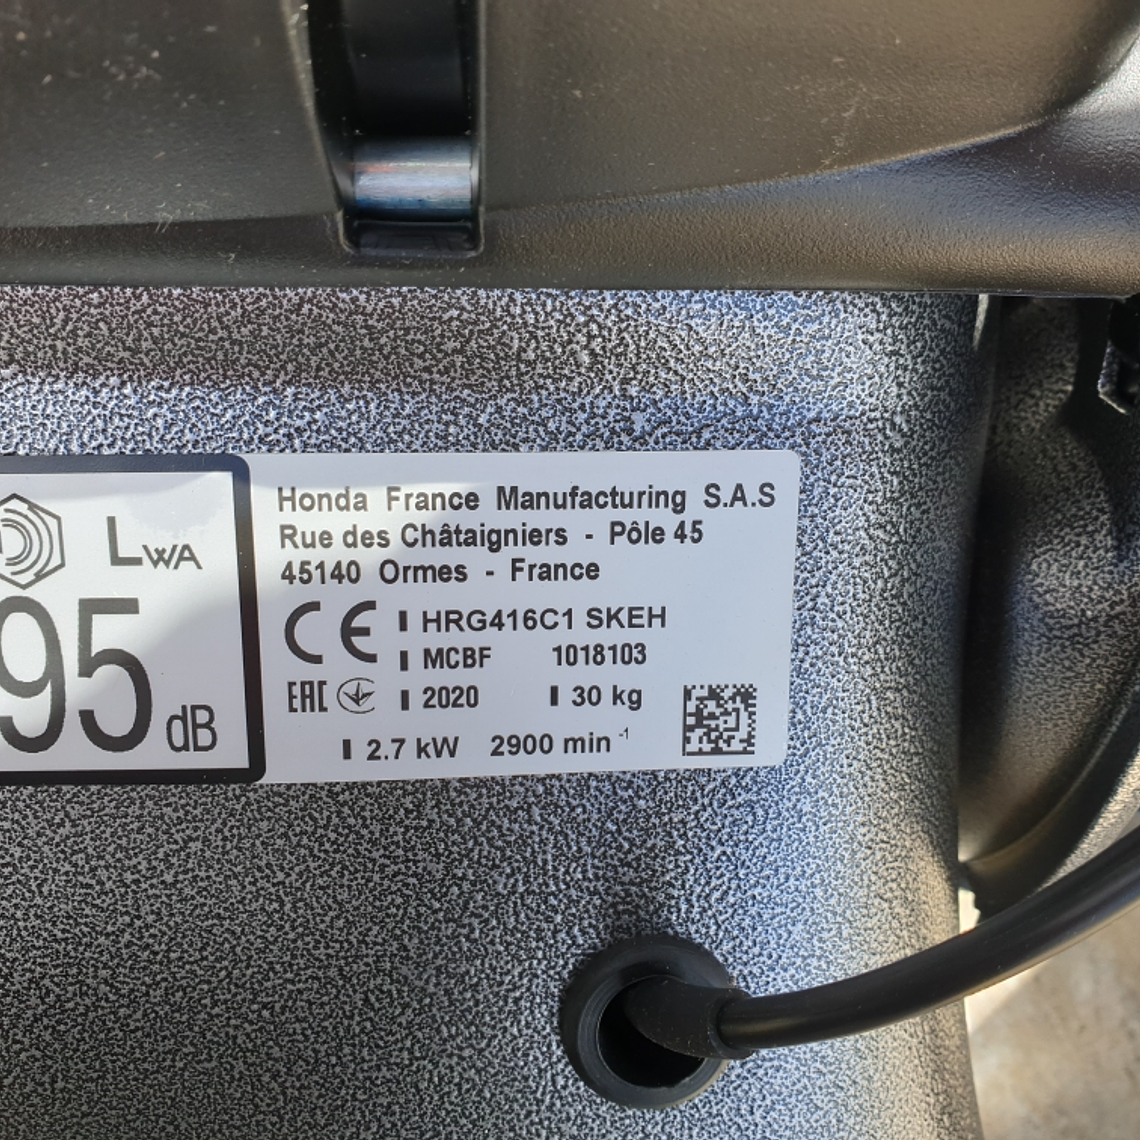 LWA
95 dB
Honda France Manufacturing S.A.S
Rue des Châtaigniers - Pôle 45
45140 Ormes - France
CE HRG416C1 SKEH
MCBF 1018103
EAC 2020 30 kg
2.7 kW 2900 min -1